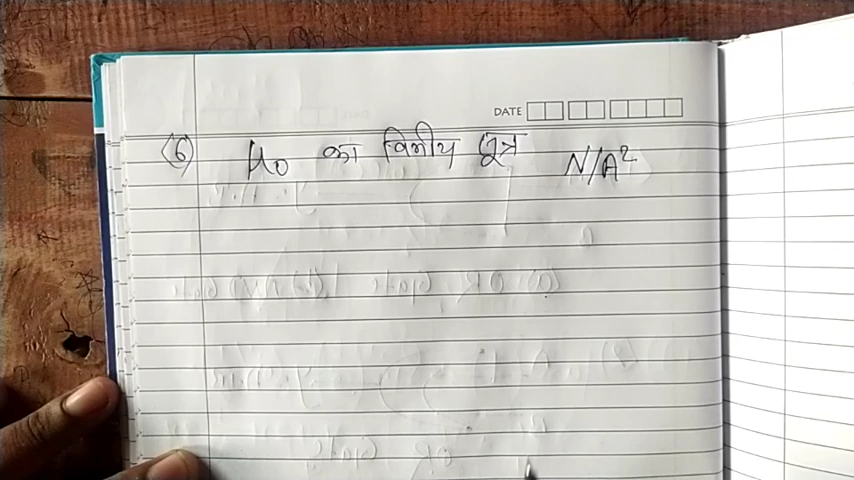 DATE
(6) μ₀ का विमीय सूत्र N/A²